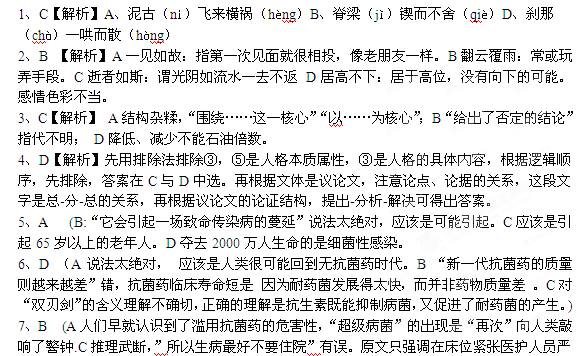 1、C【解析】A、泥古（nì）飞来横祸（hèng）B、脊梁（jǐ）锲而不舍（qiè）D、刹那
（chà）一哄而散（hòng）
2、B 【解析】A一见如故：指第一次见面就很相投，像老朋友一样。B翻云覆雨：常或玩
弄手段。C逝者如斯：谓光阴如流水一去不返 D居高不下：居于高位，没有向下的可能。
感情色彩不当。
3、C【解析】 A结构杂糅，“围绕……这一核心”“以……为核心”；B“给出了否定的结论”
指代不明； D降低、减少不能石油倍数。
4、D【解析】先用排除法排除③，⑤是人格本质属性，③是人格的具体内容，根据逻辑顺
序，先排除，答案在C与D中选。再根据文体是议论文，注意论点、论据的关系，这段文
字是总-分-总的关系，再根据议论文的论证结构，提出-分析-解决可得出答案。
5、A （B:“它会引起一场致命传染病的蔓延”说法太绝对，应该是可能引起。C应该是引
起65岁以上的老年人。D夺去2000万人生命的是细菌性感染。
6、D （A 说法太绝对， 应该是人类很可能回到无抗菌药时代。B “新一代抗菌药的质量
则越来越差”错，抗菌药临床寿命短是 因为耐药菌发展得太快，而并非药物质量差 。C对
“双刃剑”的含义理解不确切，正确的理解是抗生素既能抑制病菌，又促进了耐药菌的产生。)
7、B （A人们早就认识到了滥用抗菌药的危害性，“超级病菌”的出现是“再次”向人类敲
响了警钟.C推理武断，”所以生病最好不要住院”有误。原文只强调在床位紧张医护人员严